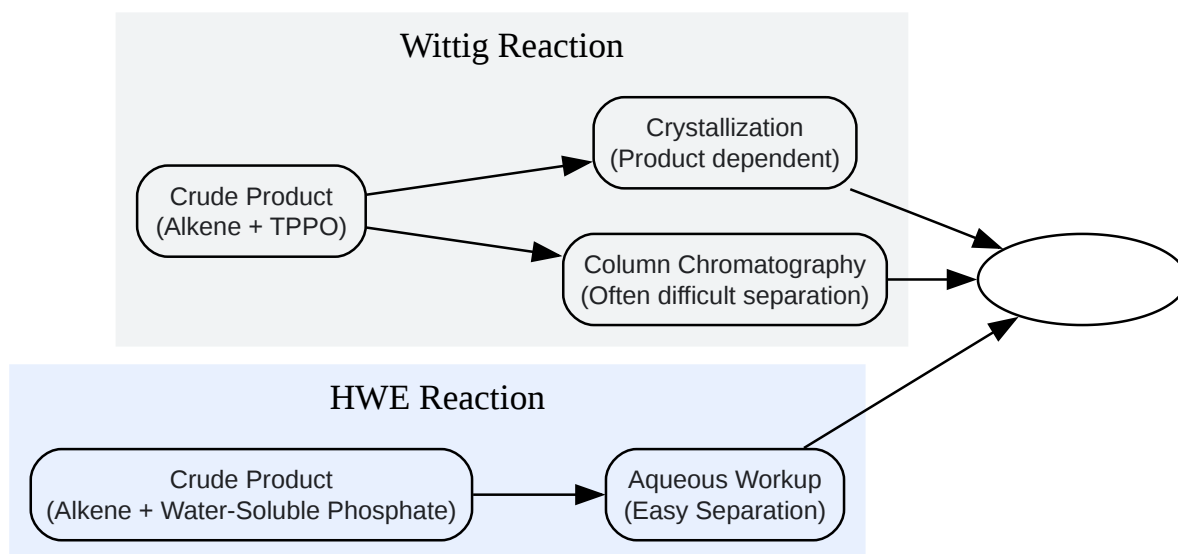 Wittig Reaction
Crystallization
(Product dependent)
Crude Product
(Alkene + TPPO)
Column Chromatography
(Often difficult separation)
HWE Reaction
Crude Product
(Alkene + Water-Soluble Phosphate)
Aqueous Workup
(Easy Separation)